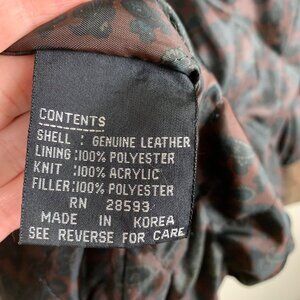 CONTENTS
SHELL : GENUINE LEATHER
LINING:100% POLYESTER
KNIT :100% ACRYLIC
FILLER:100% POLYESTER
RN 28593
MADE IN KOREA
SEE REVERSE FOR CARE